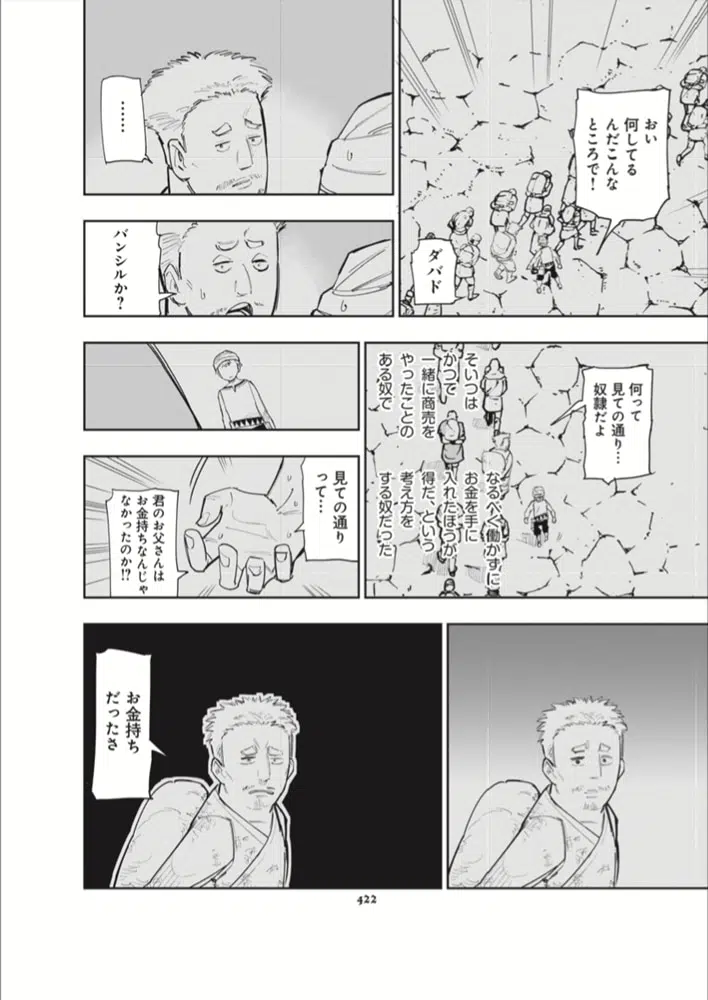 おい
何してる
んだこんな
ところで！
ダバド
……
バンシルか？
何って
見ての通り…
奴隷だよ
そいつは
かつて
一緒に商売を
やったことの
ある奴で
なるべく働かずに
お金を手に
入れたほうが
得だ、という
考え方を
する奴だった
見ての通り
って…
君のお父さんは
お金持ちなんじゃ
なかったのか!?
お金持ち
だったさ
422